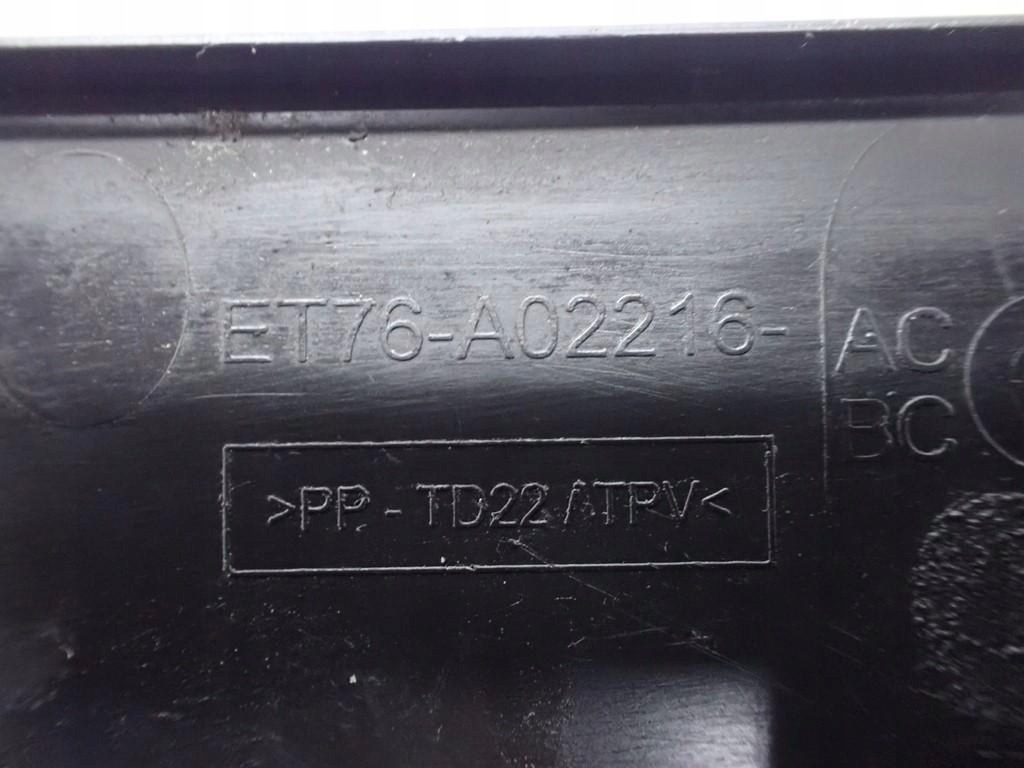 ET76-A02216- AC
BC
>PP - TD22 / TPV<